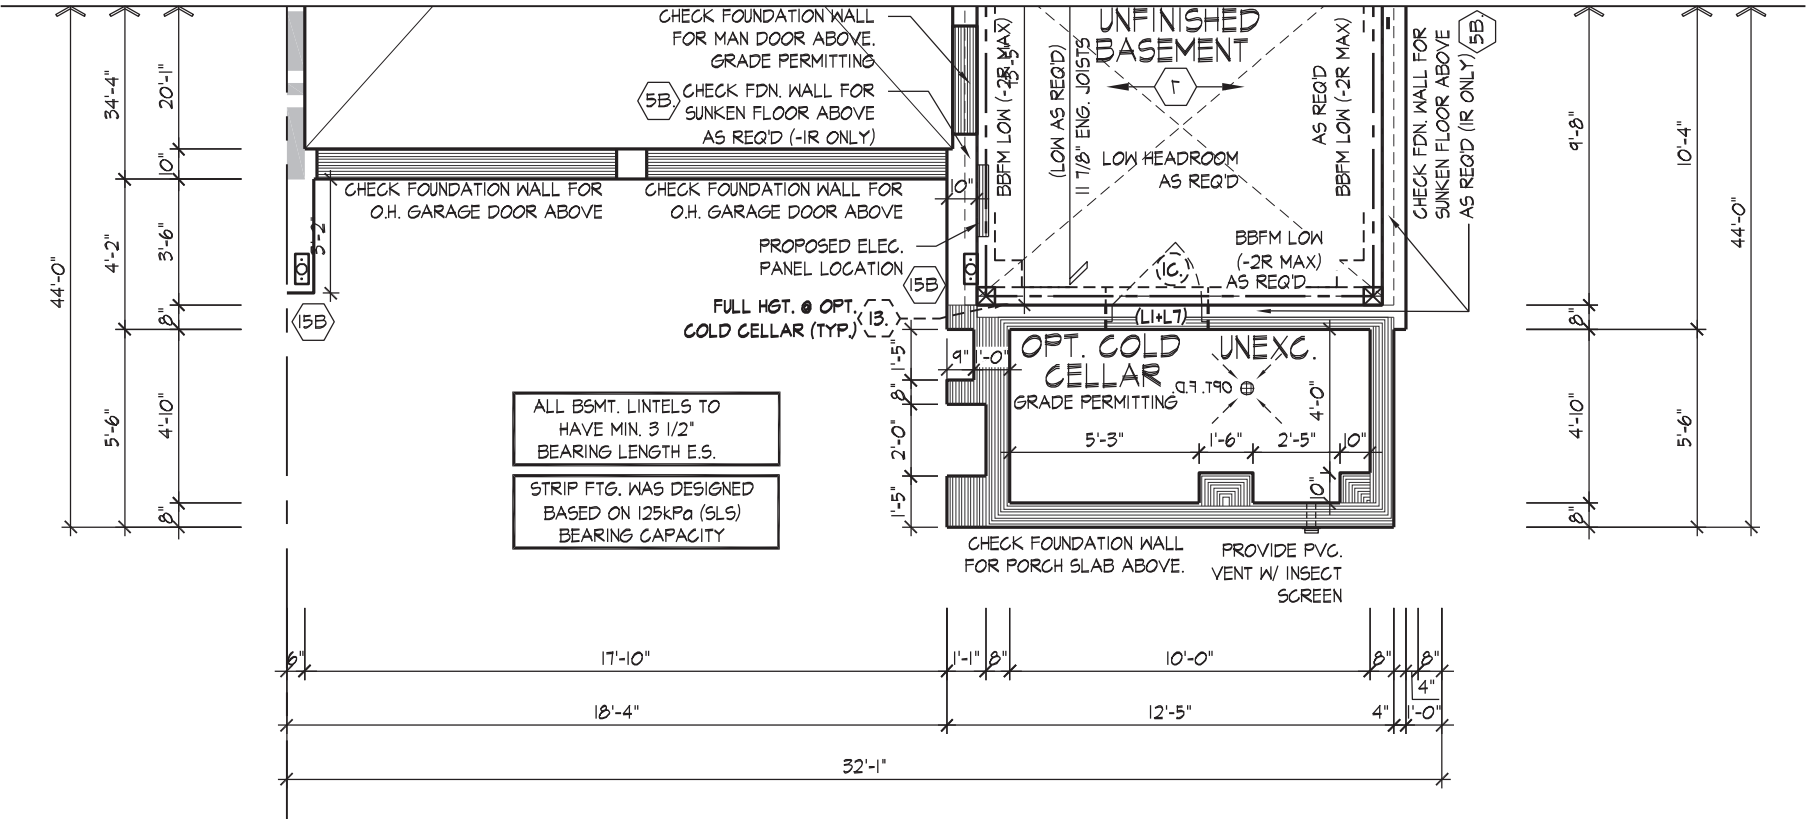 CHECK FOUNDATION WALL
FOR MAN DOOR ABOVE.
GRADE PERMITTING
5B.
CHECK FDN. WALL FOR
SUNKEN FLOOR ABOVE
AS REQ'D (-1R ONLY)
CHECK FOUNDATION WALL FOR
O.H. GARAGE DOOR ABOVE
CHECK FOUNDATION WALL FOR
O.H. GARAGE DOOR ABOVE
PROPOSED ELEC.
PANEL LOCATION
15B
15B
FULL HGT. @ OPT.
COLD CELLAR (TYP.)
13.
UNFINISHED
BASEMENT
7
BBFM LOW (-2R MAX)
(LOW AS REQ'D)
11 7/8" ENG. JOISTS
LOW HEADROOM
AS REQ'D
AS REQ'D
BBFM LOW (-2R MAX)
BBFM LOW
(-2R MAX)
AS REQ'D
1C.
(L1+L7)
5B.
CHECK FDN. WALL FOR
SUNKEN FLOOR ABOVE
AS REQ'D (1R ONLY)
OPT. COLD
CELLAR
GRADE PERMITTING
UNEXC.
OPT. F.D.
ALL BSMT. LINTELS TO
HAVE MIN. 3 1/2"
BEARING LENGTH E.S.
STRIP FTG. WAS DESIGNED
BASED ON 125kPa (SLS)
BEARING CAPACITY
CHECK FOUNDATION WALL
FOR PORCH SLAB ABOVE.
PROVIDE PVC.
VENT W/ INSECT
SCREEN
44'-0"
34'-4"
4'-2"
5'-6"
20'-1"
10"
3'-6"
8"
4'-10"
8"
10"
9"
1'-0"
1'-5"
8"
2'-0"
1'-5"
5'-3"
1'-6"
2'-5"
10"
4'-0"
10"
9'-8"
8"
4'-10"
8"
10'-4"
5'-6"
44'-0"
6"
17'-10"
1'-1"
8"
10'-0"
8"
8"
4"
18'-4"
12'-5"
4"
1'-0"
32'-1"